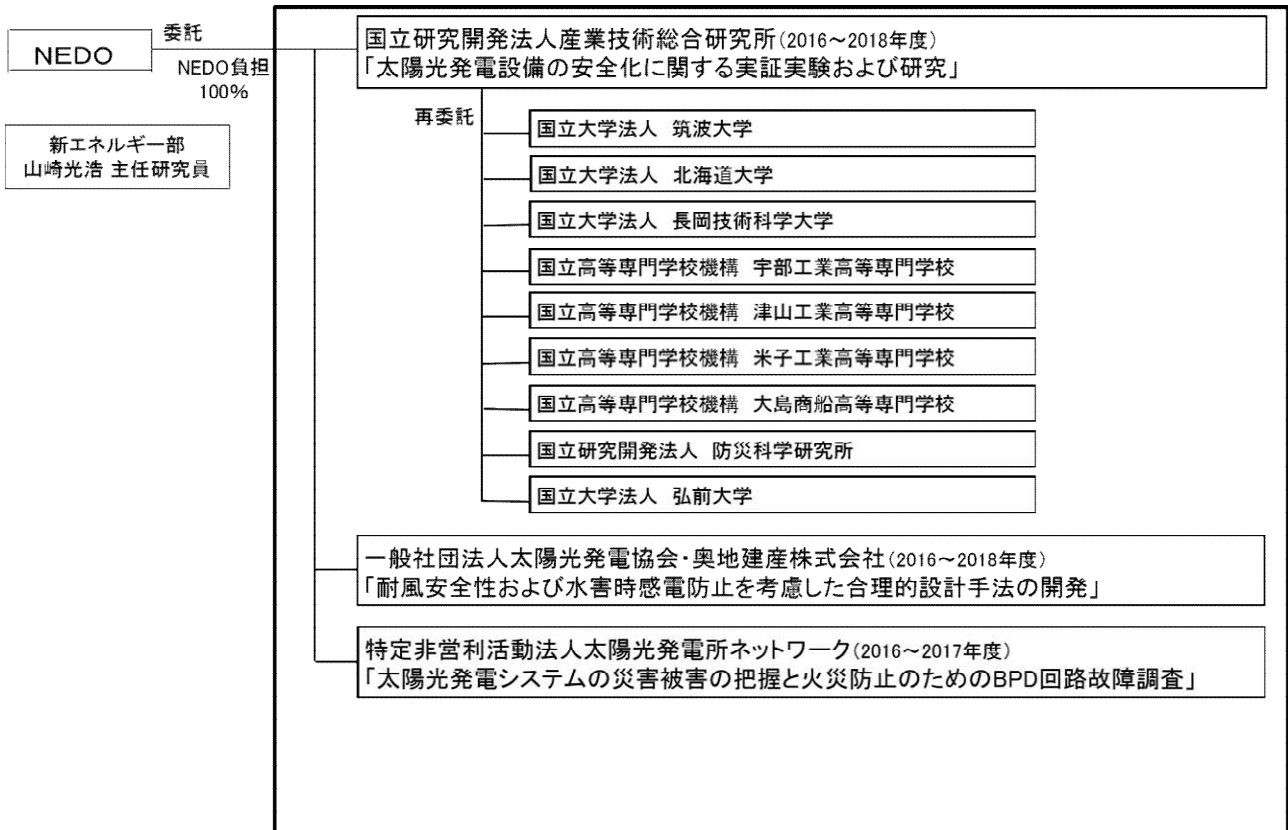 NEDO
委託
NEDO負担
100%
新エネルギー部
山崎光浩 主任研究員
国立研究開発法人産業技術総合研究所(2016～2018年度)
「太陽光発電設備の安全化に関する実証実験および研究」
再委託
国立大学法人 筑波大学
国立大学法人 北海道大学
国立大学法人 長岡技術科学大学
国立高等専門学校機構 宇部工業高等専門学校
国立高等専門学校機構 津山工業高等専門学校
国立高等専門学校機構 米子工業高等専門学校
国立高等専門学校機構 大島商船高等専門学校
国立研究開発法人 防災科学研究所
国立大学法人 弘前大学
一般社団法人太陽光発電協会・奥地建産株式会社(2016～2018年度)
「耐風安全性および水害時感電防止を考慮した合理的設計手法の開発」
特定非営利活動法人太陽光発電所ネットワーク(2016～2017年度)
「太陽光発電システムの災害被害の把握と火災防止のためのBPD回路故障調査」